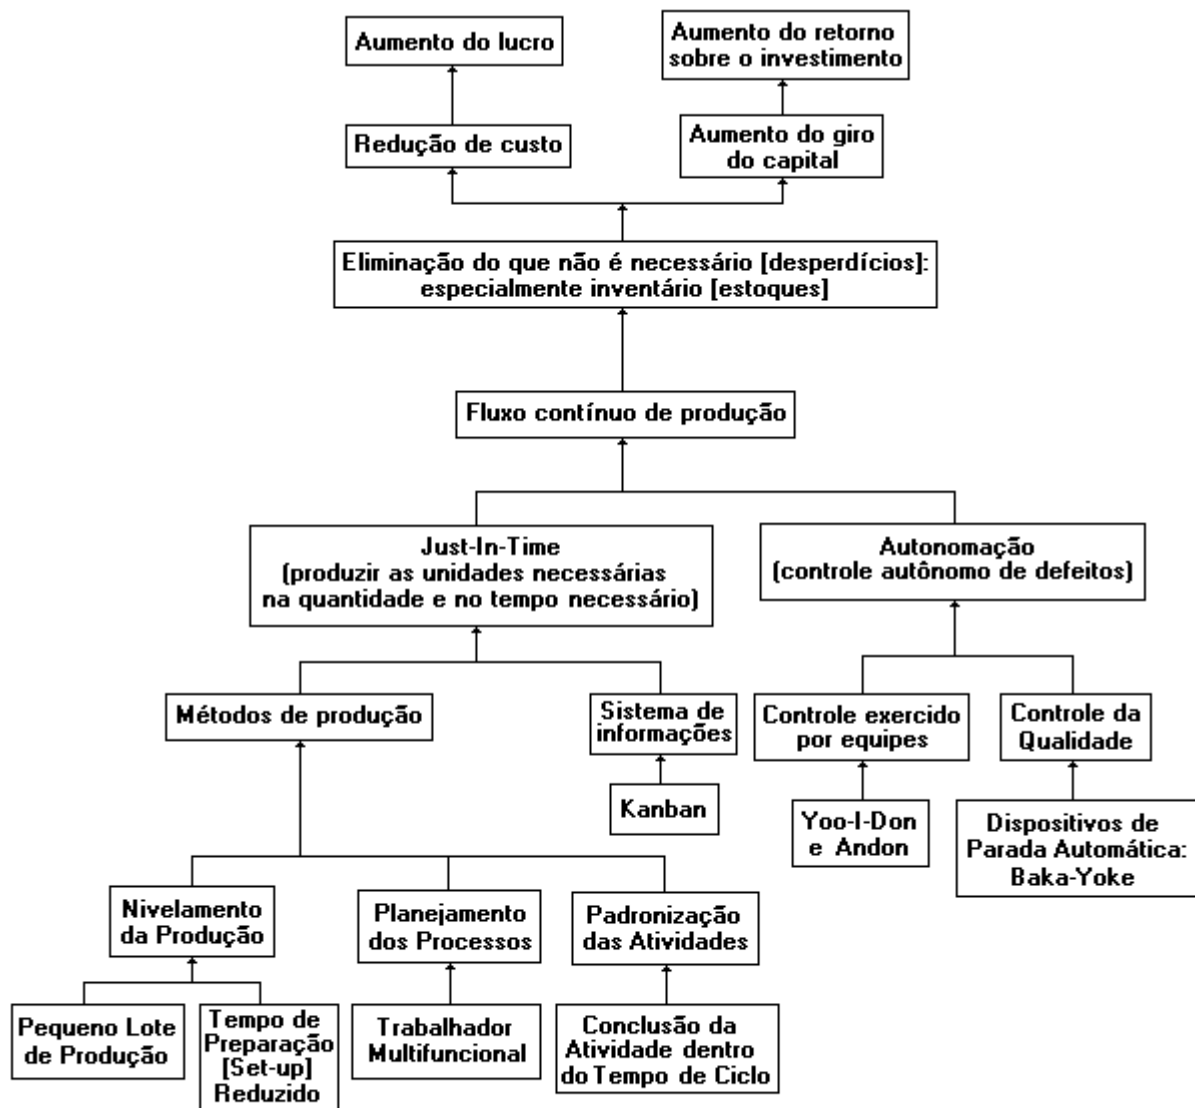 Aumento do lucro
Aumento do retorno
sobre o investimento
Redução de custo
Aumento do giro
do capital
Eliminação do que não é necessário [desperdícios]:
especialmente inventário [estoques]
Fluxo contínuo de produção
Just-In-Time
(produzir as unidades necessárias
na quantidade e no tempo necessário)
Autonomação
(controle autônomo de defeitos)
Métodos de produção
Sistema de
informações
Controle exercido
por equipes
Controle da
Qualidade
Kanban
Yoo-I-Don
e Andon
Dispositivos de
Parada Automática:
Baka-Yoke
Nivelamento
da Produção
Planejamento
dos Processos
Padronização
das Atividades
Pequeno Lote
de Produção
Tempo de
Preparação
[Set-up]
Reduzido
Trabalhador
Multifuncional
Conclusão da
Atividade dentro
do Tempo de Ciclo